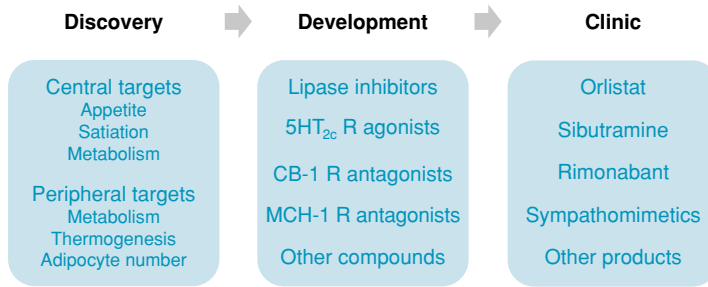 Discovery
Development
Clinic
Central targets
Appetite
Satiation
Metabolism
Peripheral targets
Metabolism
Thermogenesis
Adipocyte number
Lipase inhibitors
5HT2c R agonists
CB-1 R antagonists
MCH-1 R antagonists
Other compounds
Orlistat
Sibutramine
Rimonabant
Sympathomimetics
Other products